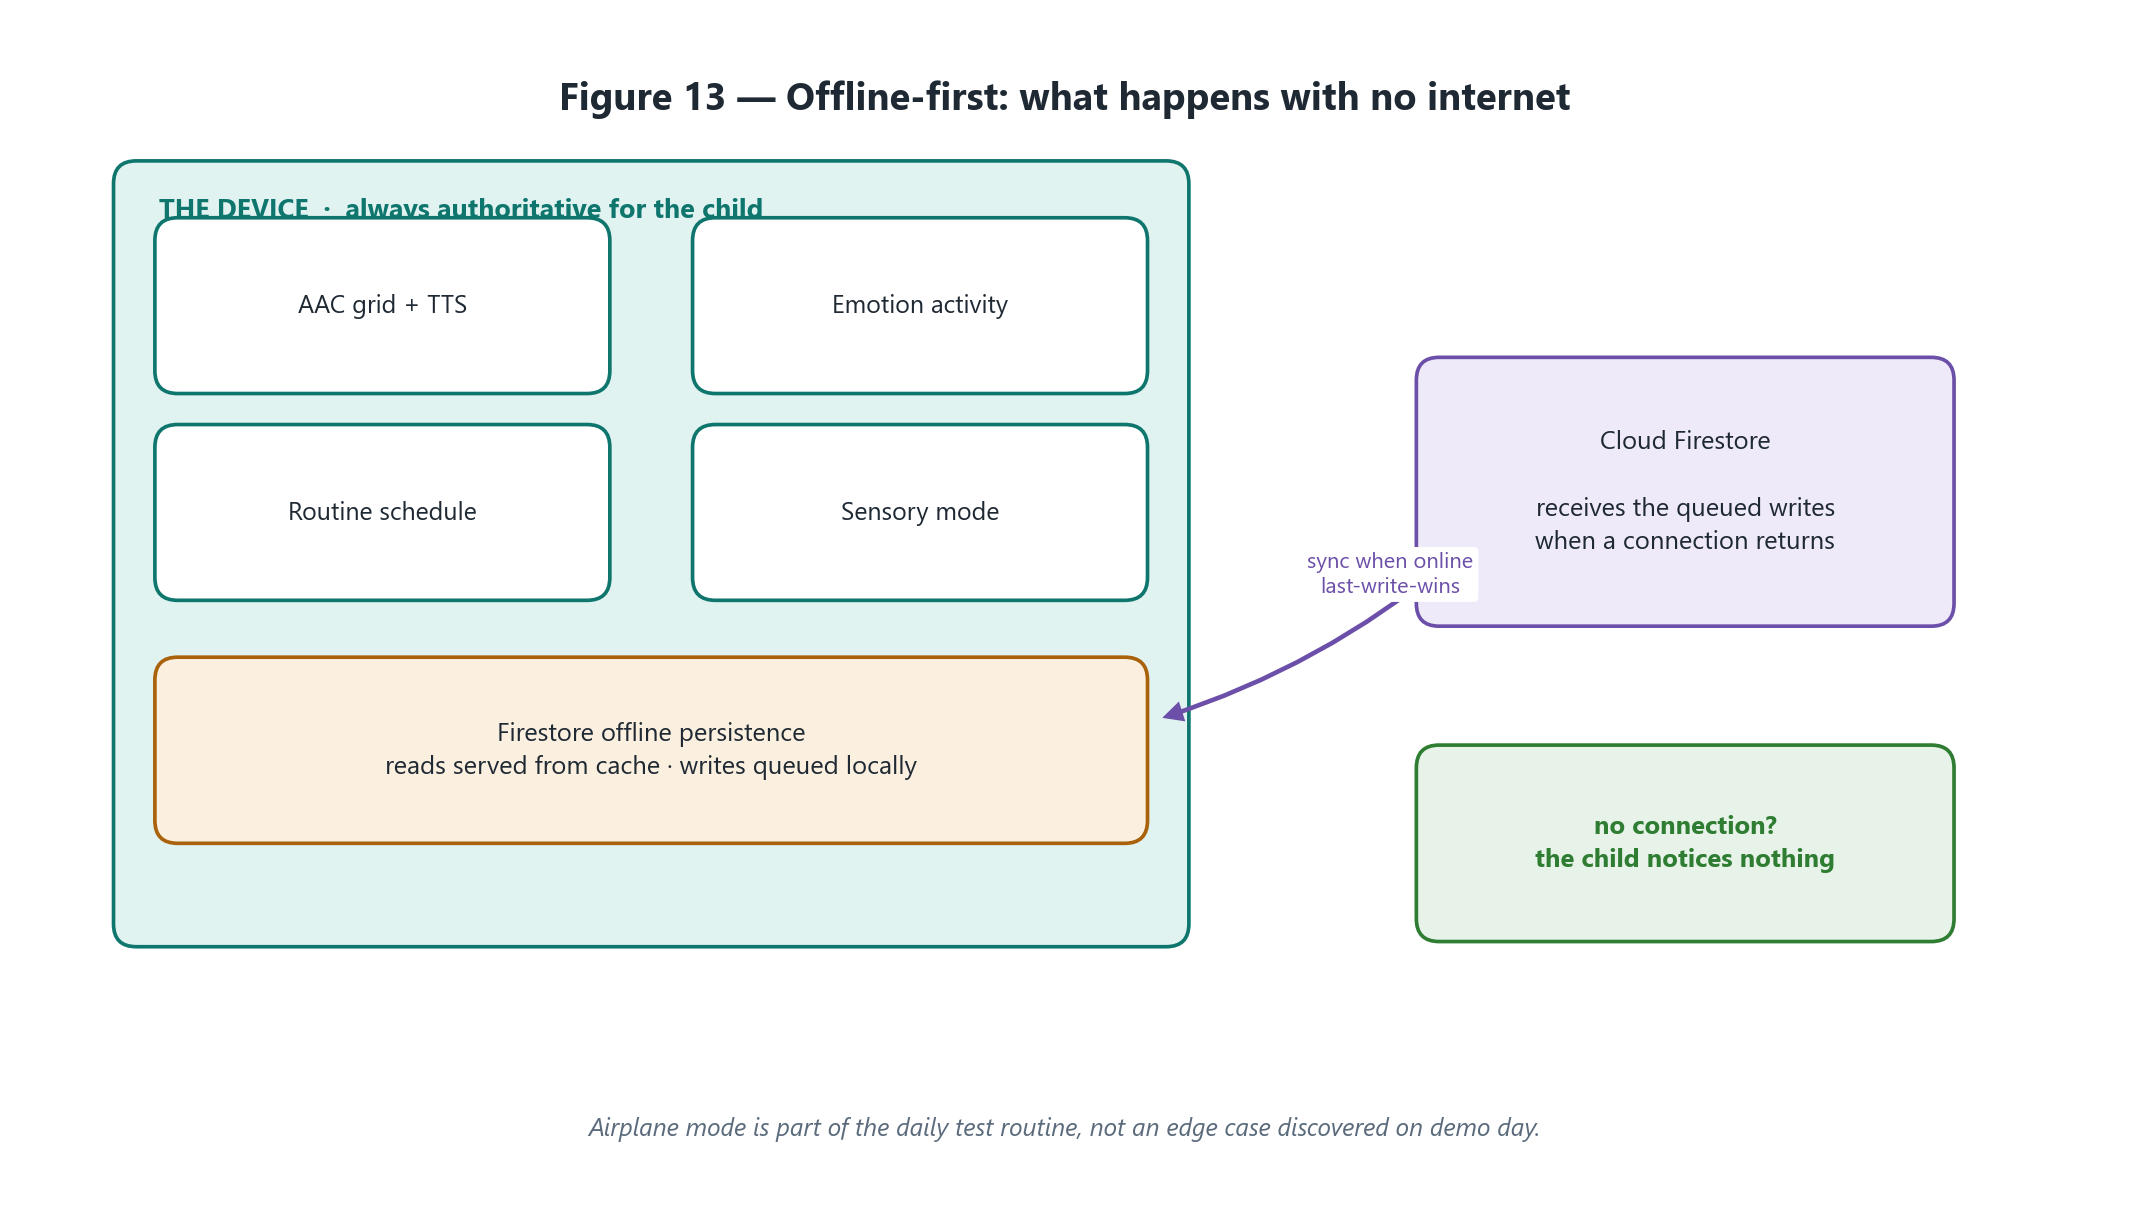 Figure 13 — Offline-first: what happens with no internet
THE DEVICE · always authoritative for the child
AAC grid + TTS
Emotion activity
Routine schedule
Sensory mode
Firestore offline persistence
reads served from cache · writes queued locally
Cloud Firestore
receives the queued writes
when a connection returns
sync when online
last-write-wins
no connection?
the child notices nothing
Airplane mode is part of the daily test routine, not an edge case discovered on demo day.